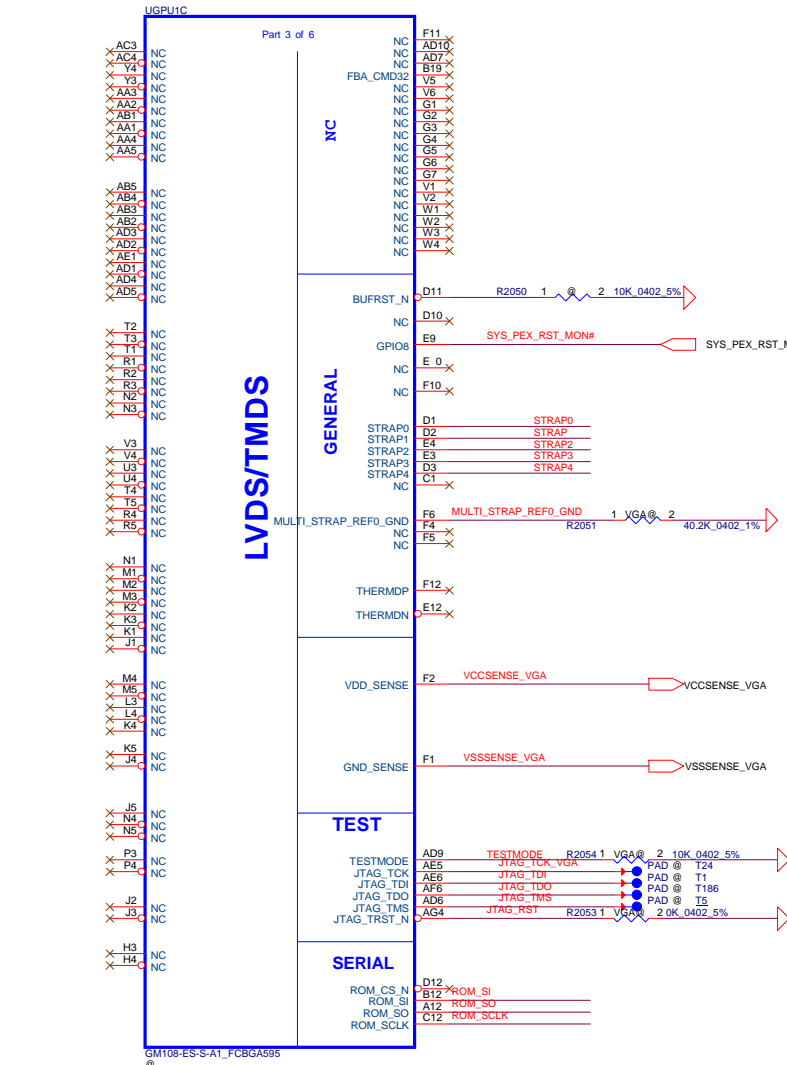 UGPU1C
Part 3 of 6
AC3 NC
AC4 NC
Y4 NC
Y3 NC
AA3 NC
AA2 NC
AB1 NC
AA1 NC
AA4 NC
AA5 NC
AB5 NC
AB4 NC
AB3 NC
AB2 NC
AD3 NC
AD2 NC
AE1 NC
AD1 NC
AD4 NC
AD5 NC
T2 NC
T3 NC
T1 NC
R1 NC
R2 NC
R3 NC
N2 NC
N3 NC
V3 NC
V4 NC
U3 NC
U4 NC
T4 NC
T5 NC
R4 NC
R5 NC
N1 NC
M1 NC
M2 NC
M3 NC
K2 NC
K3 NC
K1 NC
J1 NC
M4 NC
M5 NC
L3 NC
L4 NC
K4 NC
K5 NC
J4 NC
J5 NC
N4 NC
N5 NC
P3 NC
P4 NC
J2 NC
J3 NC
H3 NC
H4 NC
LVDS/TMDS
NC
NC F11
NC AD10
NC AD7
FBA_CMD32 B19
NC V5
NC V6
NC G1
NC G2
NC G3
NC G4
NC G5
NC G6
NC G7
NC V1
NC V2
NC W1
NC W2
NC W3
NC W4
GENERAL
BUFRST_N D11 R2050 1 @ 2 10K_0402_5%
NC D10
GPIO8 E9 SYS_PEX_RST_MON# SYS_PEX_RST_M
NC E 0
NC F10
STRAP0 D1 STRAP0
STRAP1 D2 STRAP
STRAP2 E4 STRAP2
STRAP3 E3 STRAP3
STRAP4 D3 STRAP4
NC C1
MULTI_STRAP_REF0_GND F6 MULTI_STRAP_REF0_GND R2051 1 VGA@ 2 40.2K_0402_1%
NC F4
NC F5
THERMDP F12
THERMDN E12
VDD_SENSE F2 VCCSENSE_VGA VCCSENSE_VGA
GND_SENSE F1 VSSSENSE_VGA VSSSENSE_VGA
TEST
TESTMODE AD9 TESTMODE R2054 1 VGA@ 2 10K_0402_5%
JTAG_TCK AE5 JTAG_TCK_VGA PAD @ T24
JTAG_TDI AE6 JTAG_TDI PAD @ T1
JTAG_TDO AF6 JTAG_TDO PAD @ T186
JTAG_TMS AD6 JTAG_TMS PAD @ T5
JTAG_TRST_N AG4 JTAG_RST R2053 1 VGA@ 2 0K_0402_5%
SERIAL
ROM_CS_N D12
ROM_SI B12 ROM_SI
ROM_SO A12 ROM_SO
ROM_SCLK C12 ROM_SCLK
GM108-ES-S-A1_FCBGA595
@